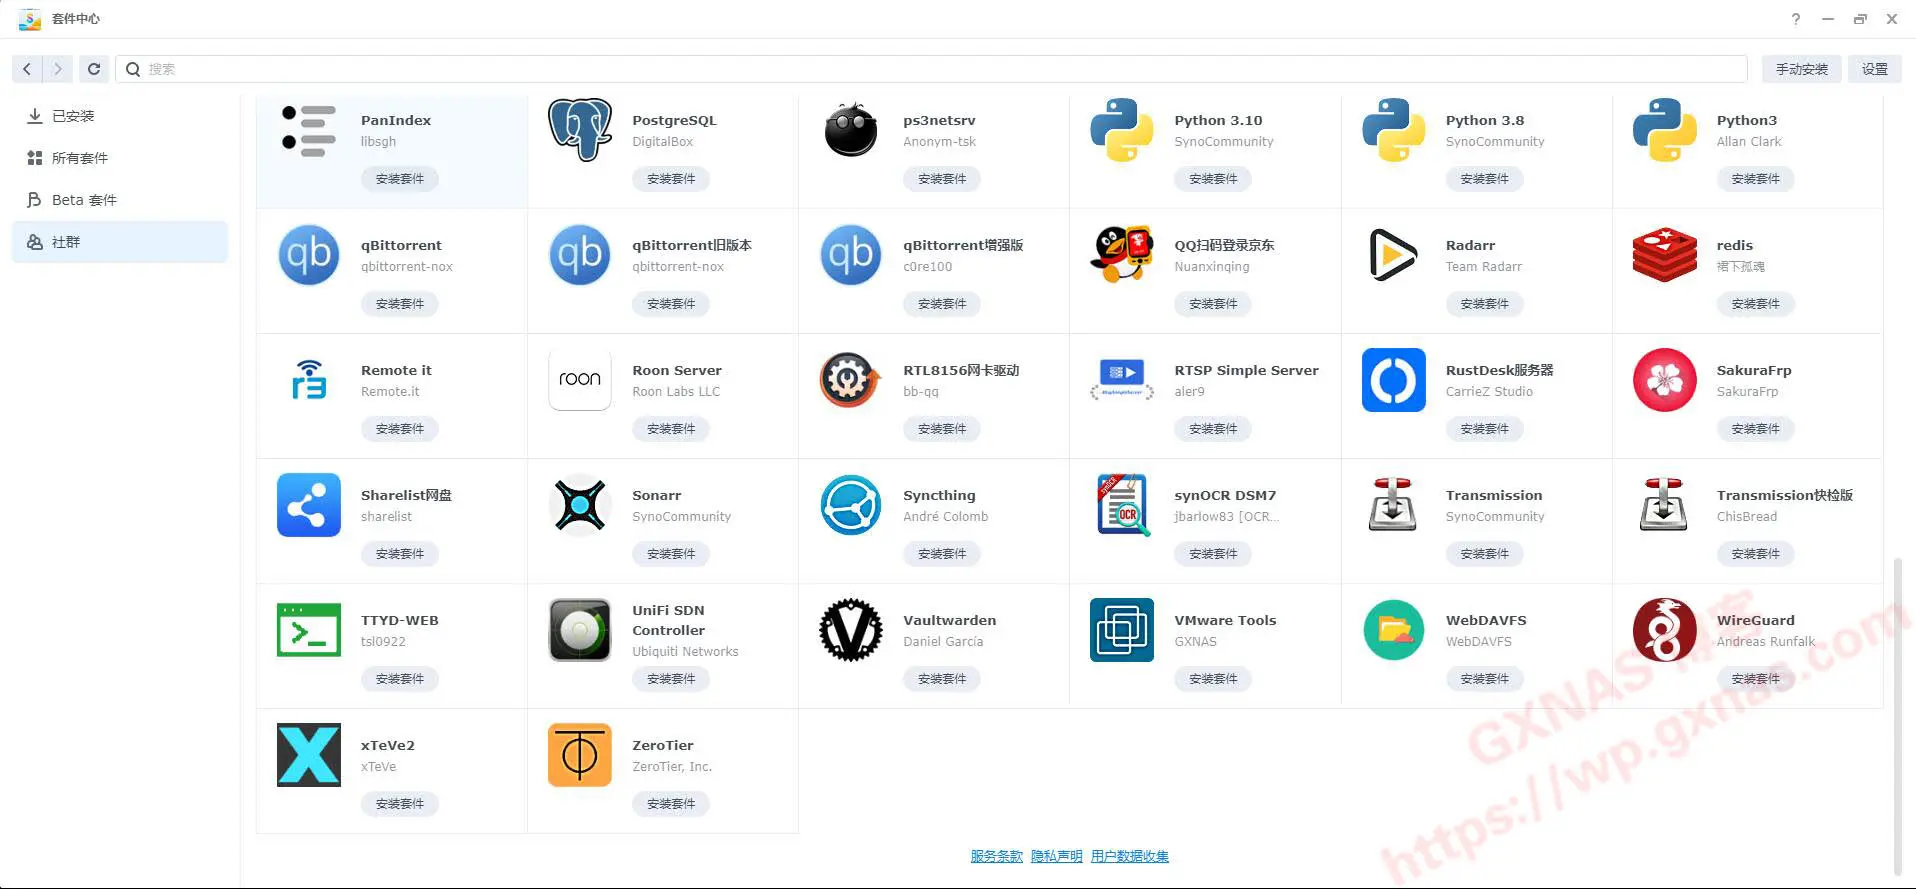 套件中心
搜索
手动安装
设置
已安装
所有套件
Beta 套件
社群
PanIndex
libsgh
安装套件
PostgreSQL
DigitalBox
安装套件
ps3netsrv
Anonym-tsk
安装套件
Python 3.10
SynoCommunity
安装套件
Python 3.8
SynoCommunity
安装套件
Python3
Allan Clark
安装套件
qb
qBittorrent
qbittorrent-nox
安装套件
qb
qBittorrent旧版本
qbittorrent-nox
安装套件
qb
qBittorrent增强版
c0re100
安装套件
QQ扫码登录京东
Nuanxinqing
安装套件
Radarr
Team Radarr
安装套件
redis
裙下孤魂
安装套件
r3
Remote it
Remote.it
安装套件
roon
Roon Server
Roon Labs LLC
安装套件
RTL8156网卡驱动
bb-qq
安装套件
RTSP Simple Server
aler9
安装套件
RustDesk服务器
CarrieZ Studio
安装套件
SakuraFrp
SakuraFrp
安装套件
Sharelist网盘
sharelist
安装套件
Sonarr
SynoCommunity
安装套件
Syncthing
André Colomb
安装套件
synOCR
OCR
synOCR DSM7
jbarlow83 [OCR...
安装套件
Transmission
SynoCommunity
安装套件
Transmission快检版
ChisBread
安装套件
TTYD-WEB
tsl0922
安装套件
UniFi SDN
Controller
Ubiquiti Networks
安装套件
Vaultwarden
Daniel García
安装套件
VMware Tools
GXNAS
安装套件
WebDAVFS
WebDAVFS
安装套件
WireGuard
Andreas Runfalk
安装套件
X
xTeVe2
xTeVe
安装套件
ZeroTier
ZeroTier, Inc.
安装套件
服务条款 隐私声明 用户数据收集
GXNAS博客
https://wp.gxnas.com